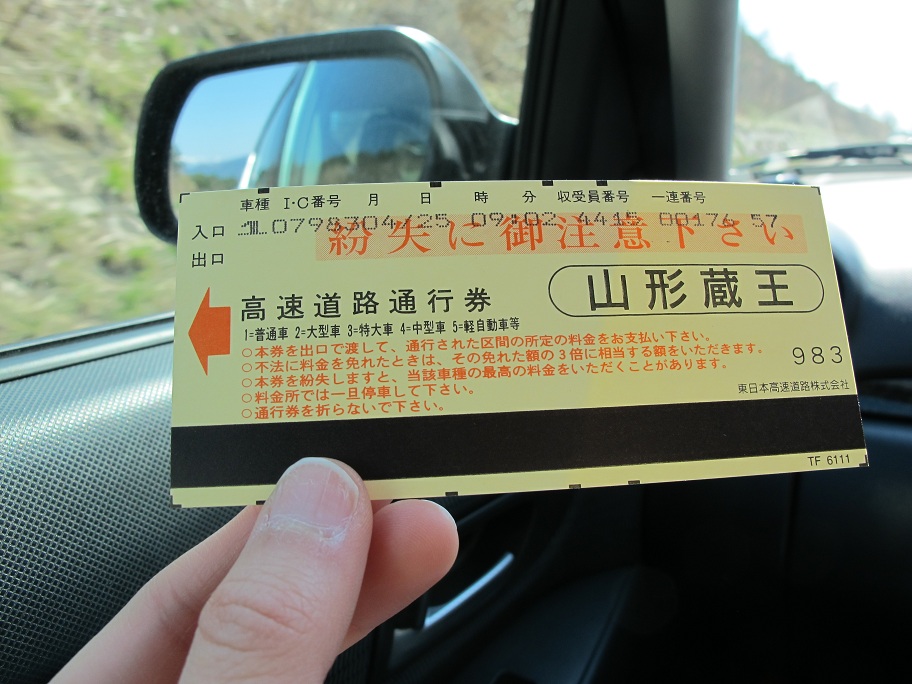 車種 I・C番号 月 日 時 分 収受員番号 一連番号
入口 1 0798304/25 09:02 4415 00174 57
紛失に御注意下さい
出口
高速道路通行券 山形蔵王
1=普通車 2=大型車 3=特大車 4=中型車 5=軽自動車等
○本券を出口で渡して、通行された区間の所定の料金をお支払い下さい。
○不法に料金を免れたときは、その免れた額の3倍に相当する額をいただきます。
○本券を紛失しますと、当該車種の最高の料金をいただくことがあります。
○料金所では一旦停車して下さい。
○通行券を折らないで下さい。
983
東日本高速道路株式会社
TF 6111